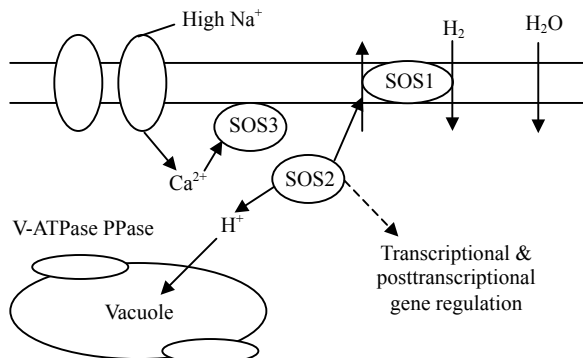 High Na⁺
H₂
H₂O
SOS1
SOS3
Ca²⁺
SOS2
V-ATPase PPase
H⁺
Transcriptional &
posttranscriptional
gene regulation
Vacuole